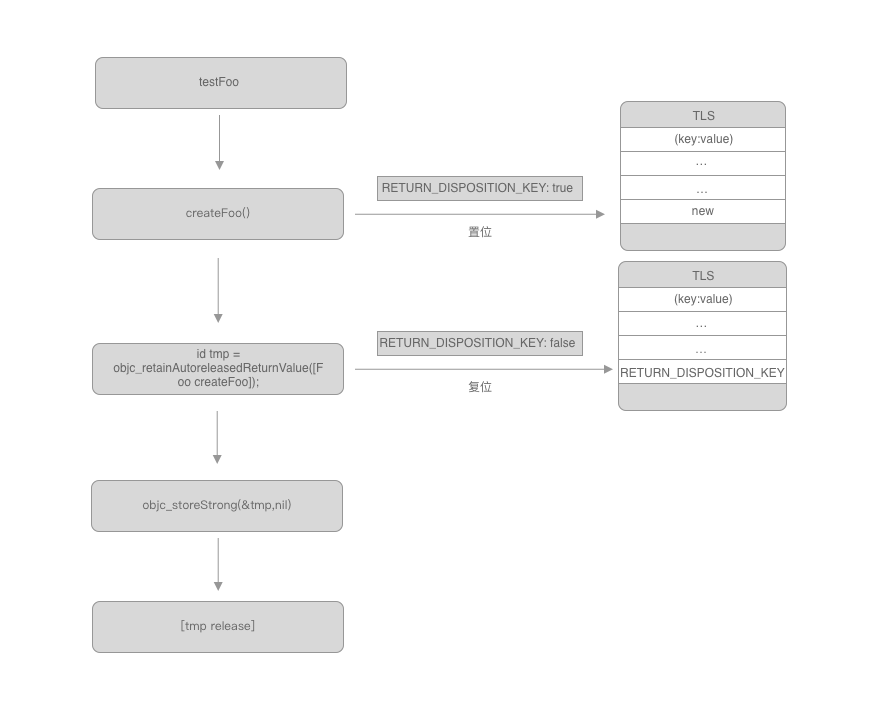 testFoo
createFoo()
RETURN_DISPOSITION_KEY: true
置位
TLS
(key:value)
...
...
new
id tmp =
objc_retainAutoreleasedReturnValue([F
oo createFoo]);
RETURN_DISPOSITION_KEY: false
复位
TLS
(key:value)
...
...
RETURN_DISPOSITION_KEY
objc_storeStrong(&tmp,nil)
[tmp release]